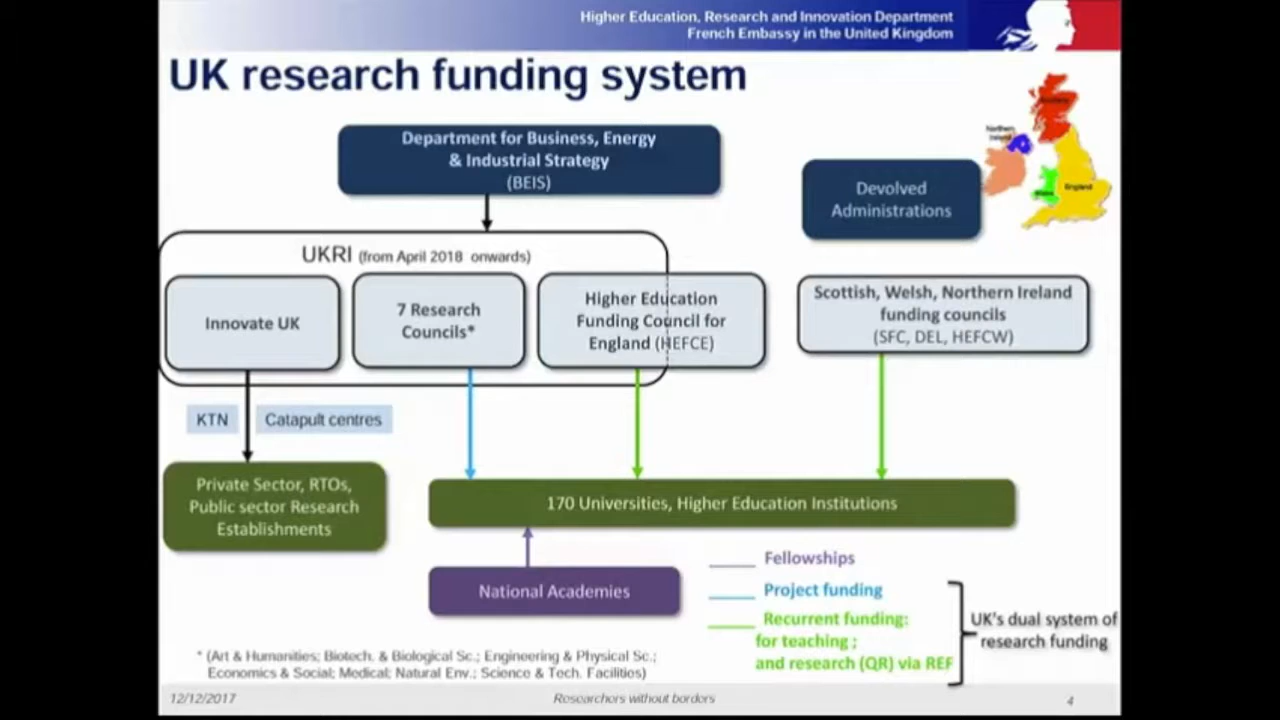 Higher Education, Research and Innovation Department
French Embassy in the United Kingdom
UK research funding system
Department for Business, Energy
& Industrial Strategy
(BEIS)
Devolved
Administrations
Northern
Ireland
England
UKRI (from April 2018 onwards)
Innovate UK
7 Research
Councils*
Higher Education
Funding Council for
England (HEFCE)
Scottish, Welsh, Northern Ireland
funding councils
(SFC, DEL, HEFCW)
KTN
Catapult centres
Private Sector, RTOs,
Public sector Research
Establishments
170 Universities, Higher Education Institutions
National Academies
Fellowships
Project funding
Recurrent funding:
for teaching ;
and research (QR) via REF
UK's dual system of
research funding
* (Art & Humanities; Biotech. & Biological Sc.; Engineering & Physical Sc.;
Economics & Social; Medical; Natural Env.; Science & Tech. Facilities)
12/12/2017
Researchers without borders
4